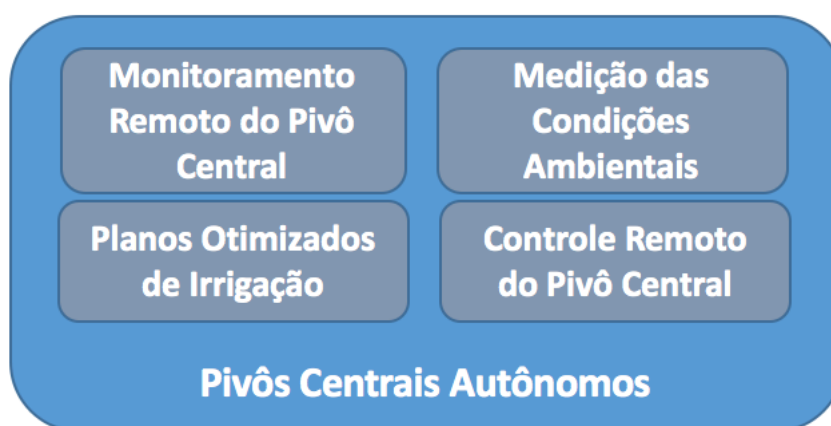 Monitoramento
Remoto do Pivô
Central
Medição das
Condições
Ambientais
Planos Otimizados
de Irrigação
Controle Remoto
do Pivô Central
Pivôs Centrais Autônomos